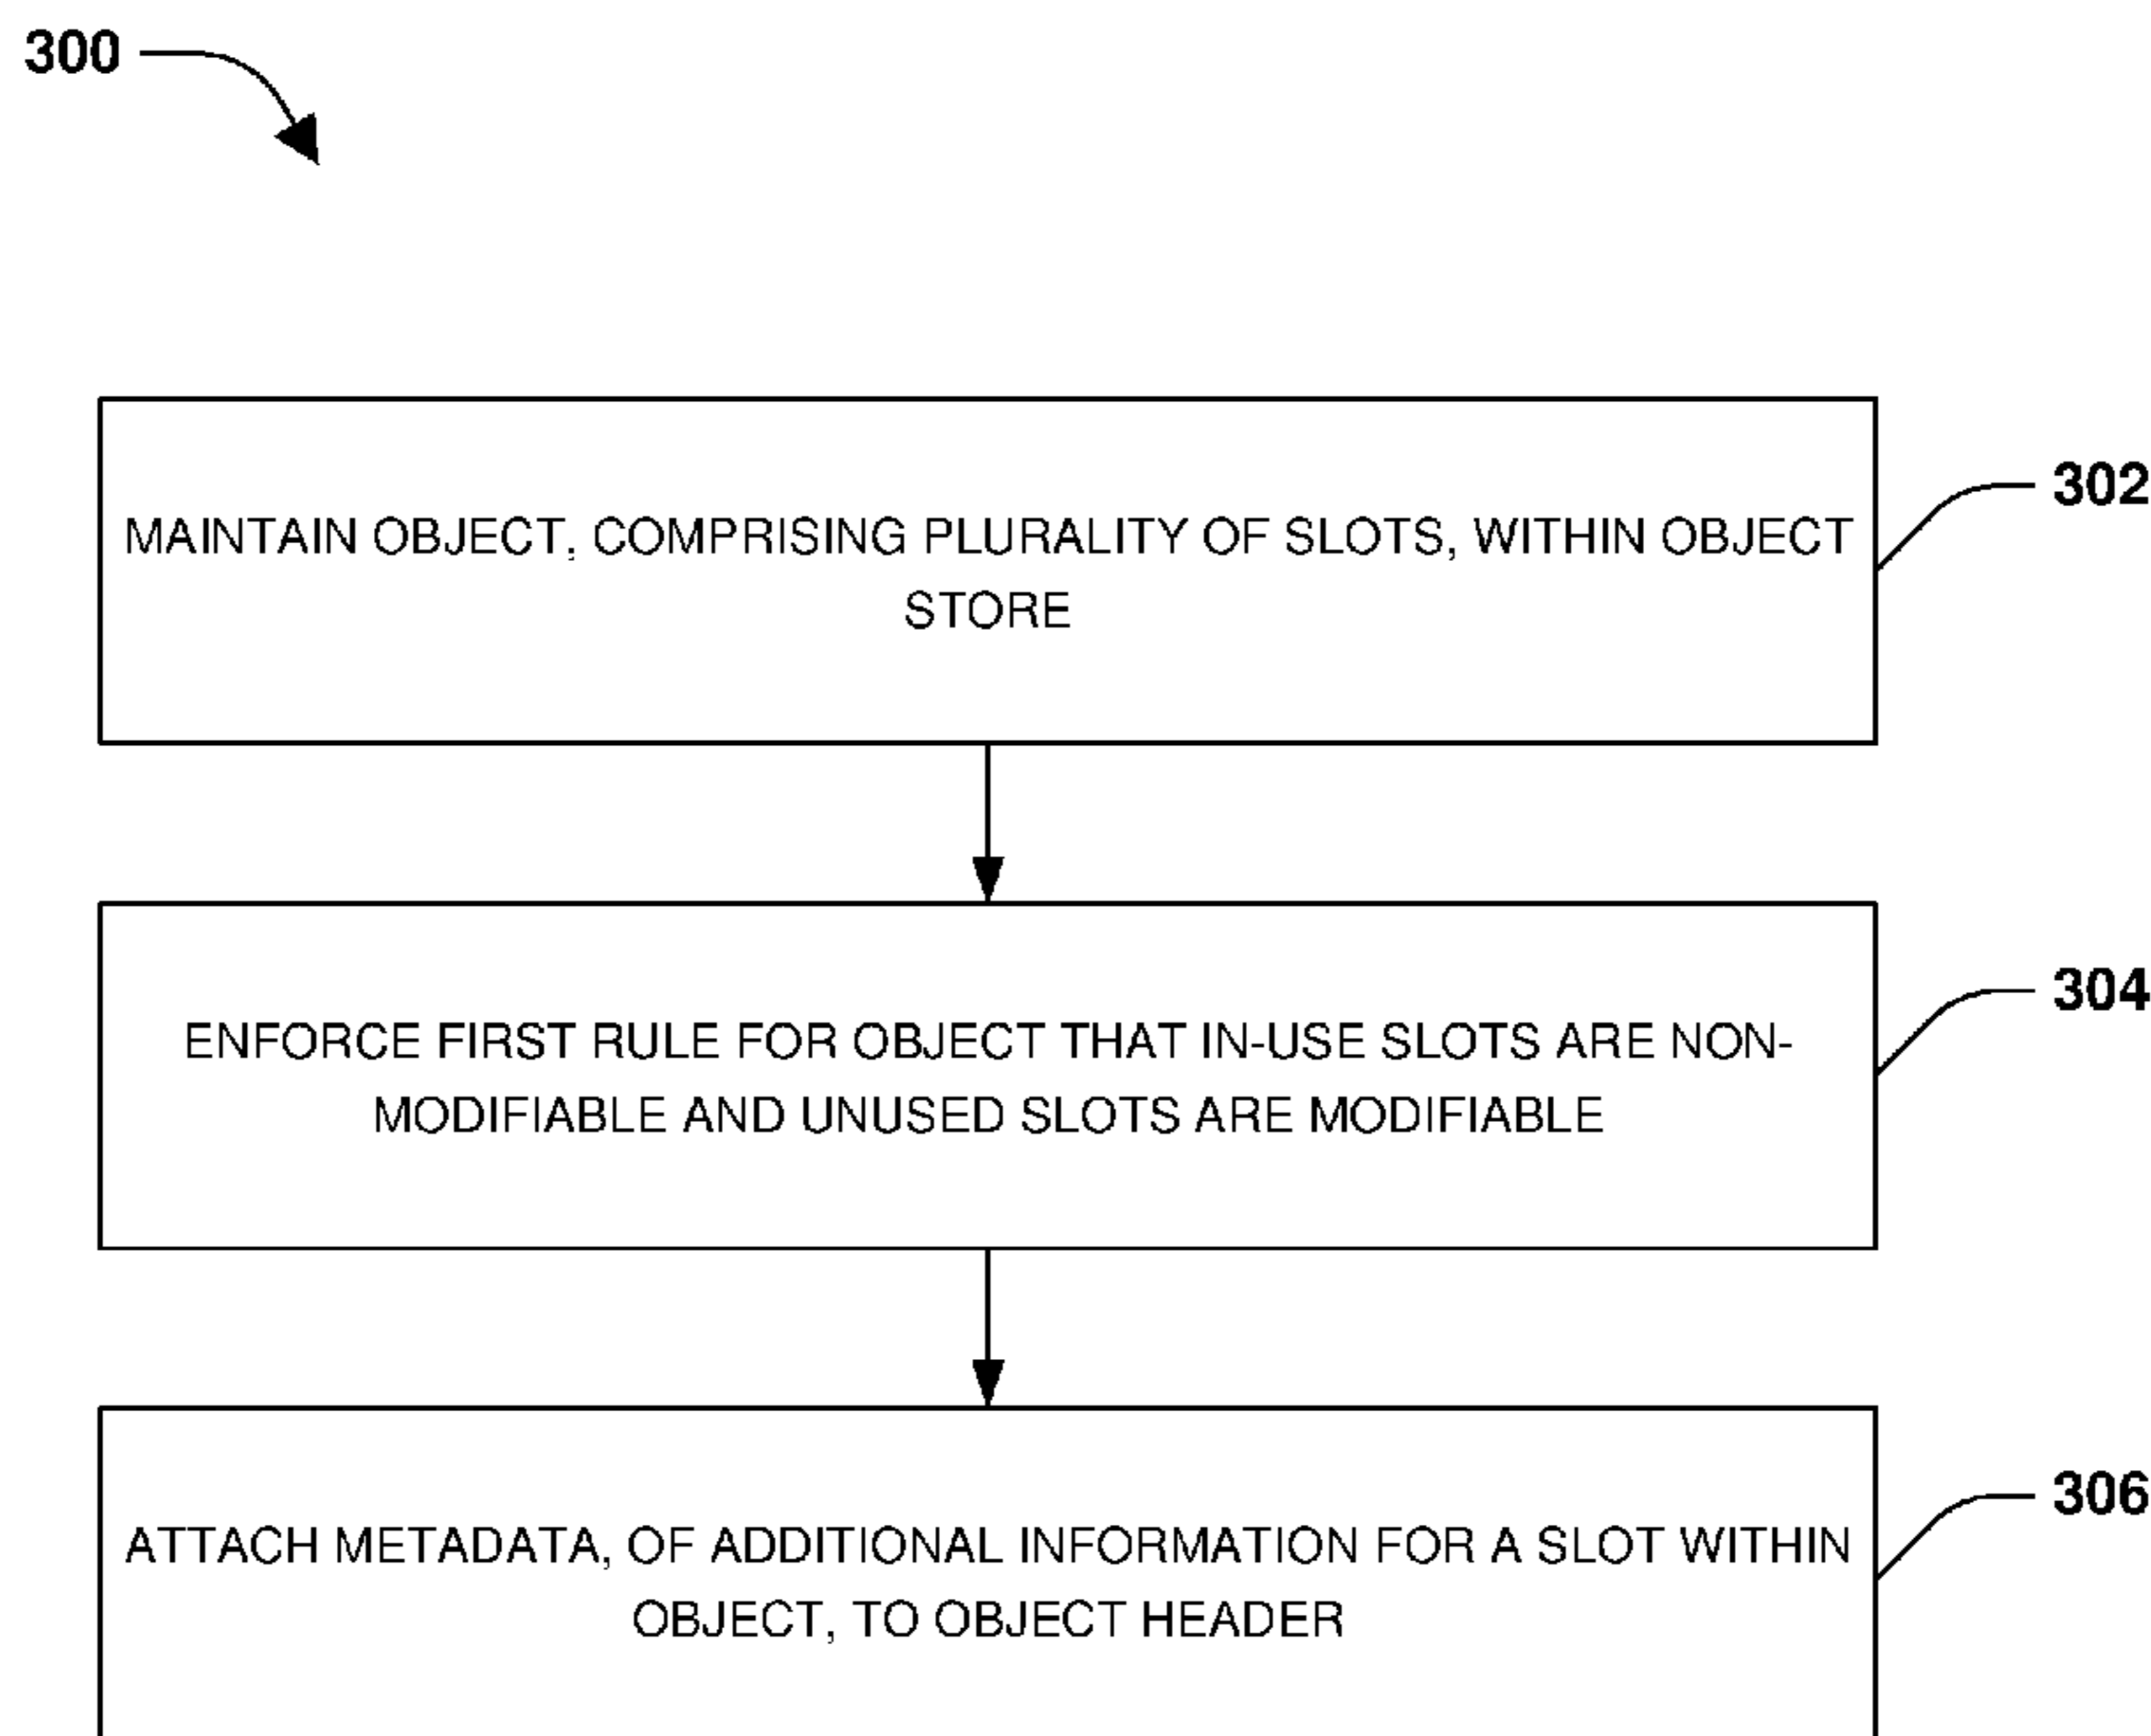 300
MAINTAIN OBJECT, COMPRISING PLURALITY OF SLOTS, WITHIN OBJECT
STORE
302
ENFORCE FIRST RULE FOR OBJECT THAT IN-USE SLOTS ARE NON-
MODIFIABLE AND UNUSED SLOTS ARE MODIFIABLE
304
ATTACH METADATA, OF ADDITIONAL INFORMATION FOR A SLOT WITHIN
OBJECT, TO OBJECT HEADER
306